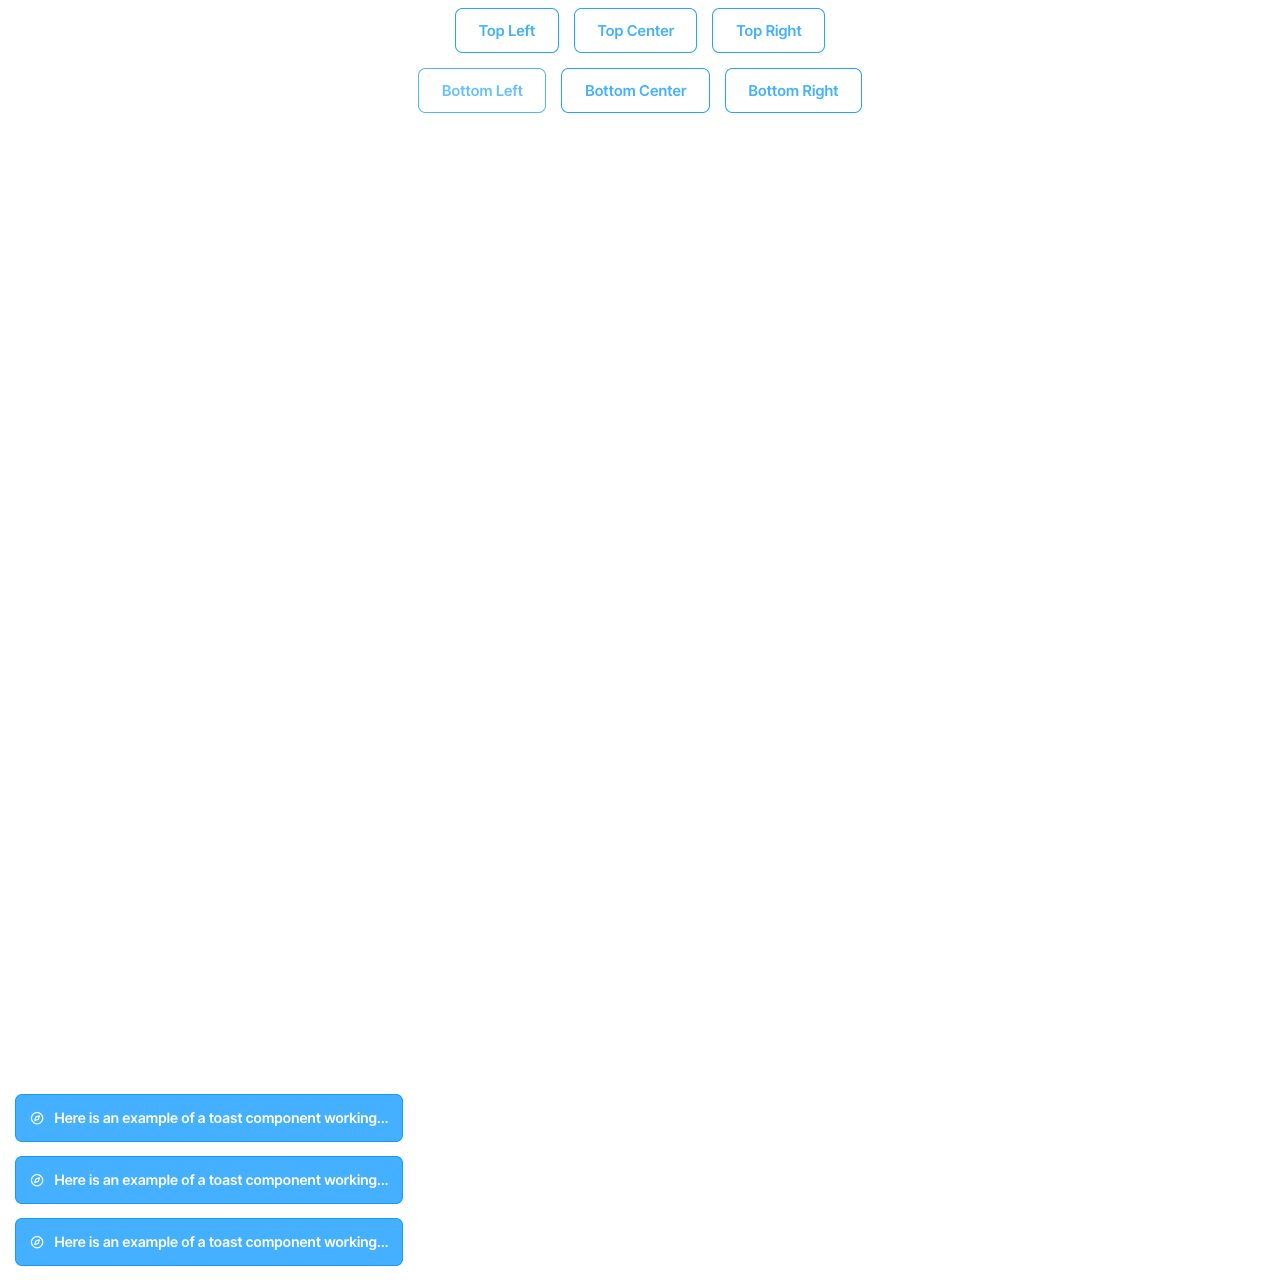 Top Left Top Center Top Right
Bottom Left Bottom Center Bottom Right
Here is an example of a toast component working...
Here is an example of a toast component working...
Here is an example of a toast component working...